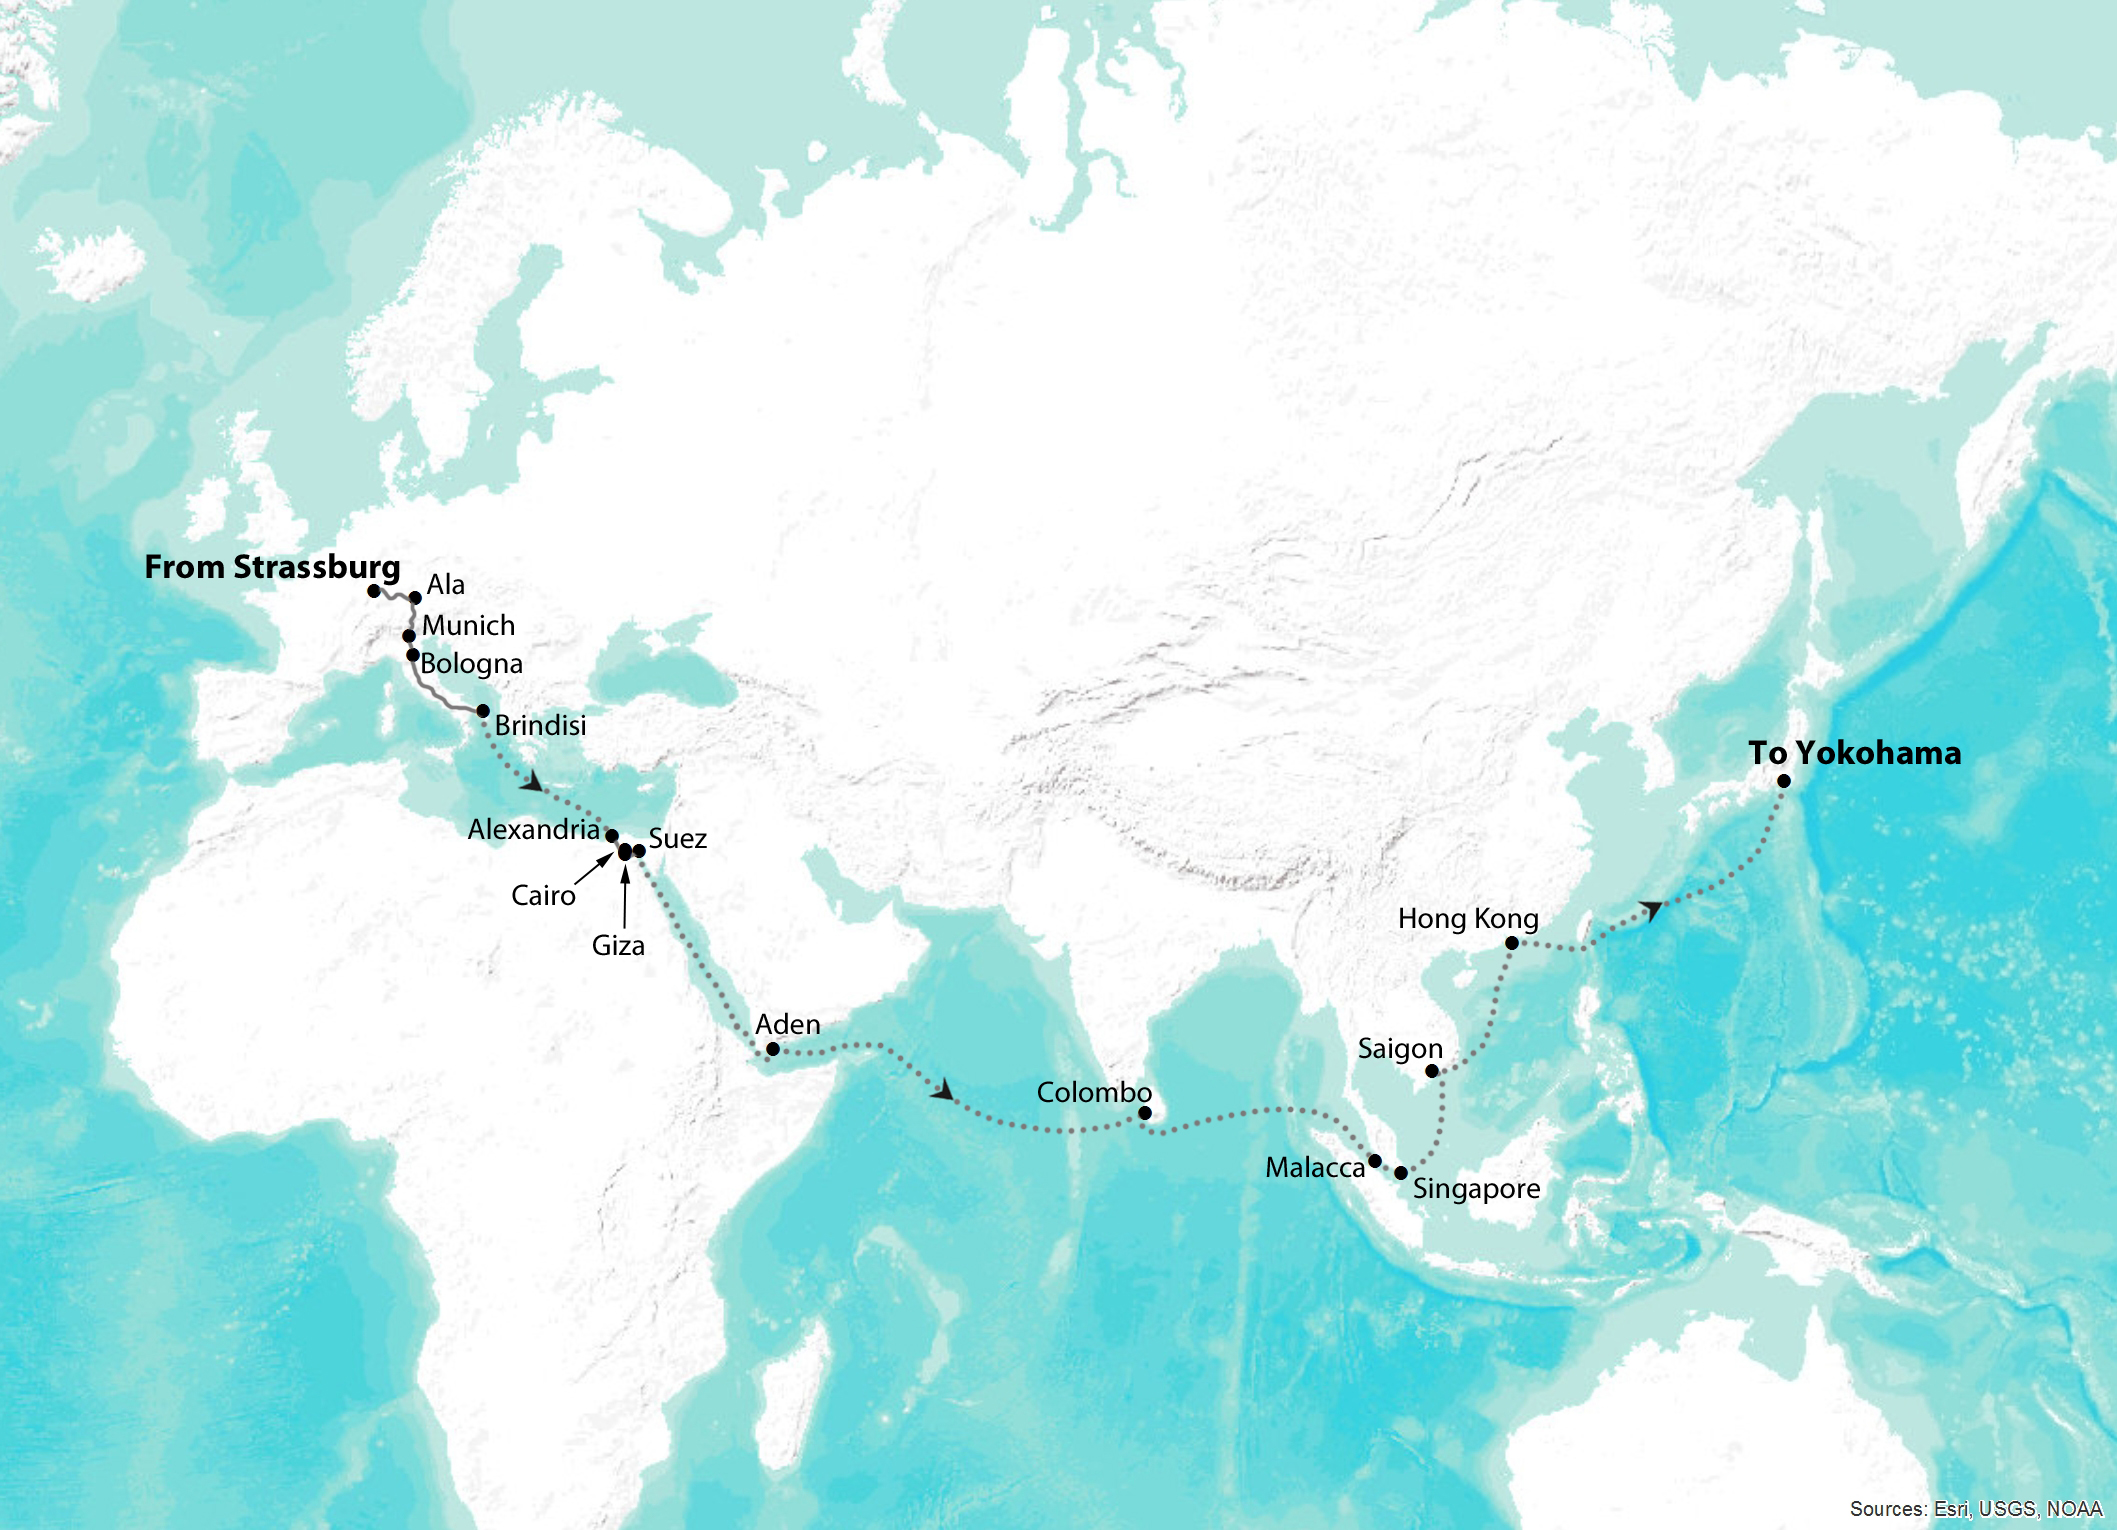 From Strassburg
Ala
Munich
Bologna
Brindisi
To Yokohama
Alexandria
Suez
Cairo
Giza
Hong Kong
Aden
Saigon
Colombo
Malacca
Singapore
Sources: Esri, USGS, NOAA